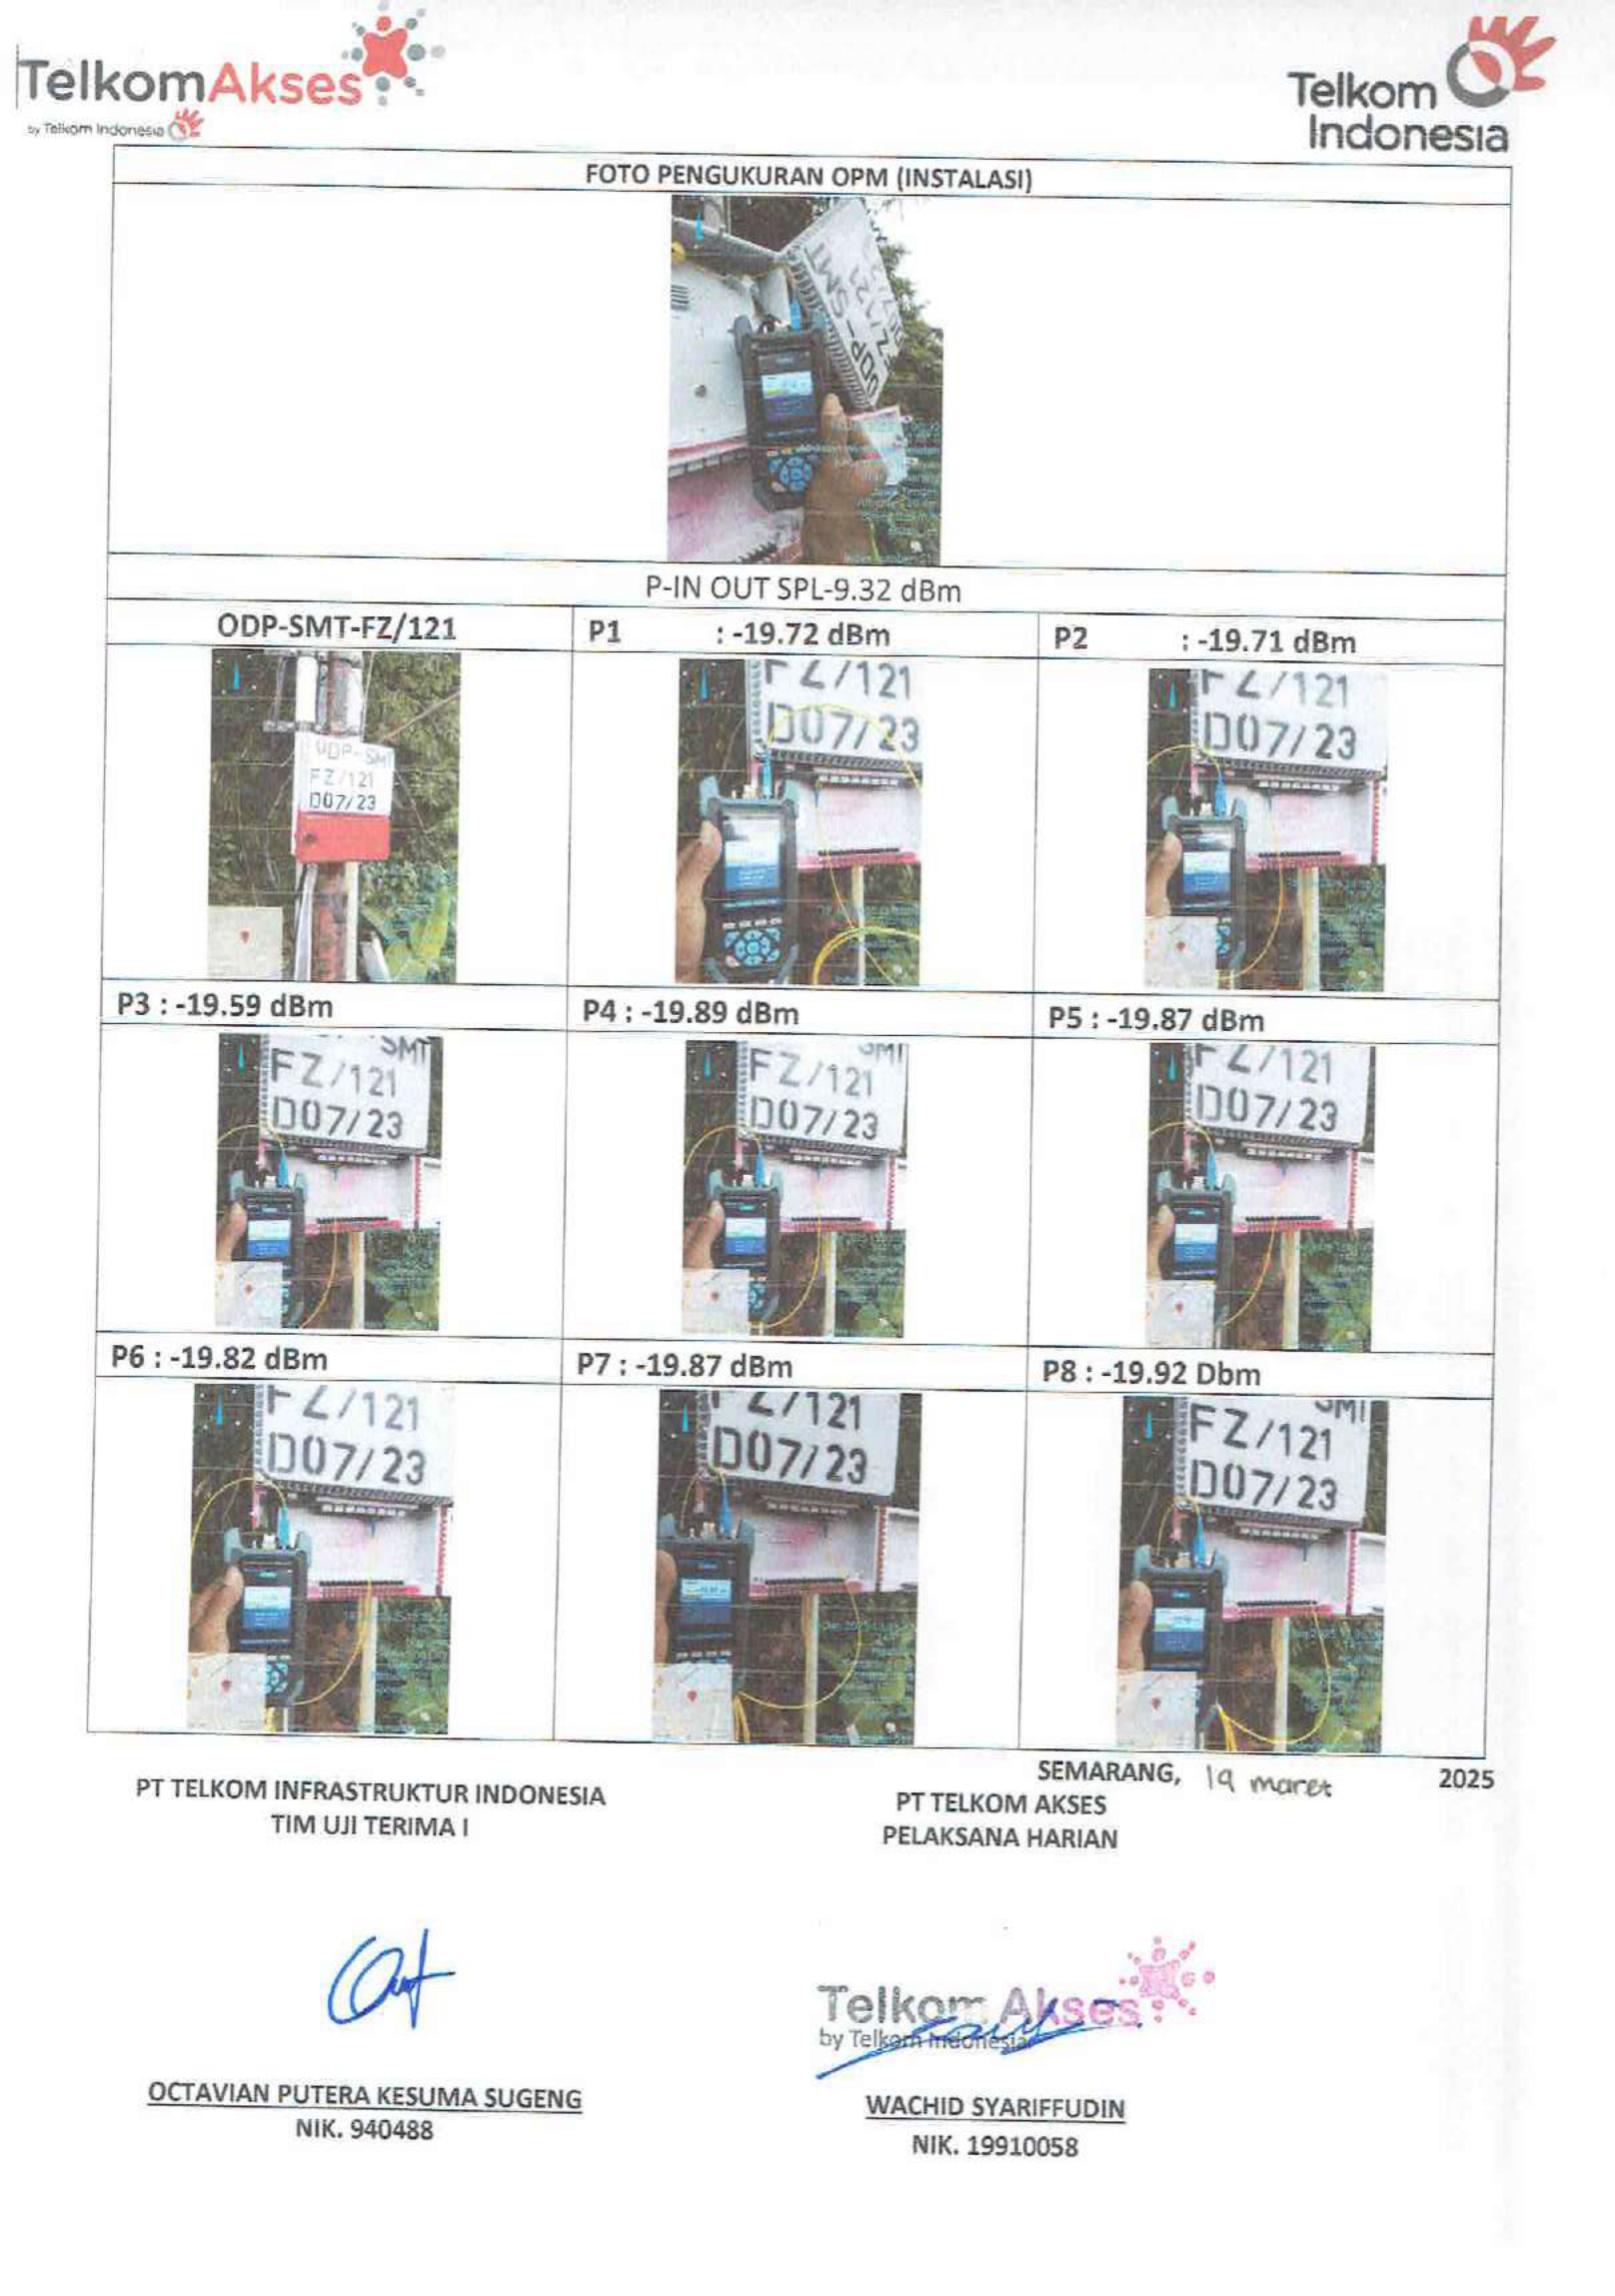 TelkomAkses
by Telkom Indonesia
Telkom
Indonesia
FOTO PENGUKURAN OPM (INSTALASI)
ODP-SM
P-IN OUT SPL-9.32 dBm
ODP-SMT-FZ/121
P1 : -19.72 dBm
P2 : -19.71 dBm
ODP-SM
FZ/121
D07/23
FZ/121
D07/23
FZ/121
D07/23
P3 : -19.59 dBm
P4 : -19.89 dBm
P5 : -19.87 dBm
SMT
FZ/121
D07/23
SMT
FZ/121
D07/23
FZ/121
D07/23
P6 : -19.82 dBm
P7 : -19.87 dBm
P8 : -19.92 Dbm
FZ/121
D07/23
FZ/121
D07/23
SMT
FZ/121
D07/23
SEMARANG, 19 maret 2025
PT TELKOM INFRASTRUKTUR INDONESIA
TIM UJI TERIMA I
PT TELKOM AKSES
PELAKSANA HARIAN
Telkom Akses
by Telkom Indonesia
OCTAVIAN PUTERA KESUMA SUGENG
NIK. 940488
WACHID SYARIFFUDIN
NIK. 19910058